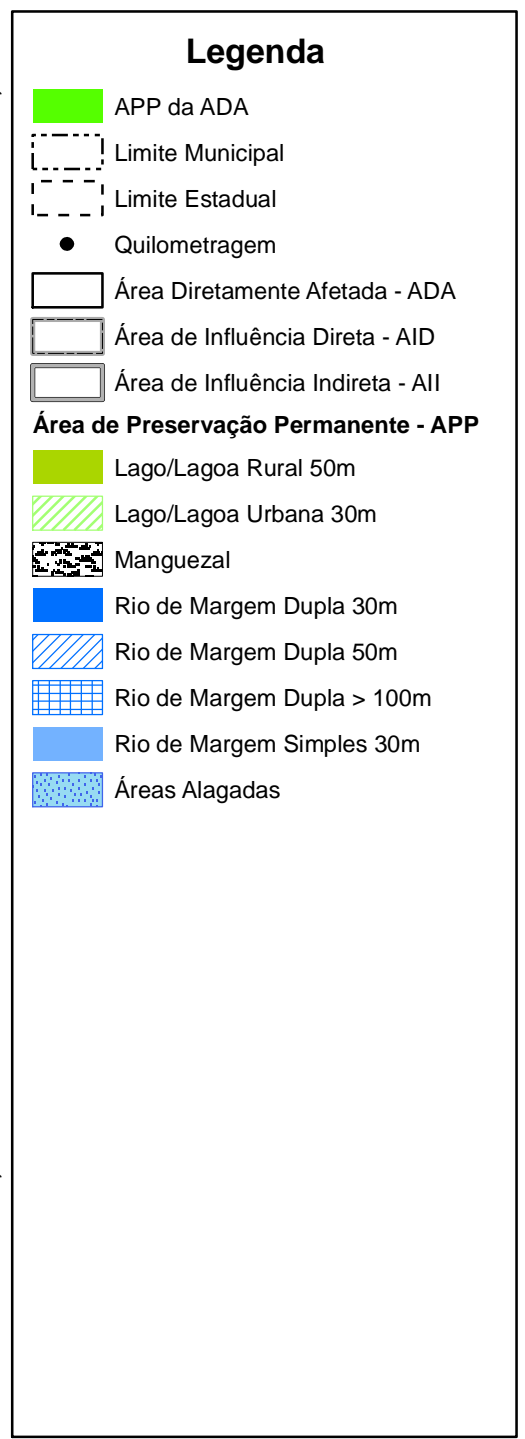 Legenda
APP da ADA
Limite Municipal
Limite Estadual
Quilometragem
Área Diretamente Afetada - ADA
Área de Influência Direta - AID
Área de Influência Indireta - AII
Área de Preservação Permanente - APP
Lago/Lagoa Rural 50m
Lago/Lagoa Urbana 30m
Manguezal
Rio de Margem Dupla 30m
Rio de Margem Dupla 50m
Rio de Margem Dupla > 100m
Rio de Margem Simples 30m
Áreas Alagadas